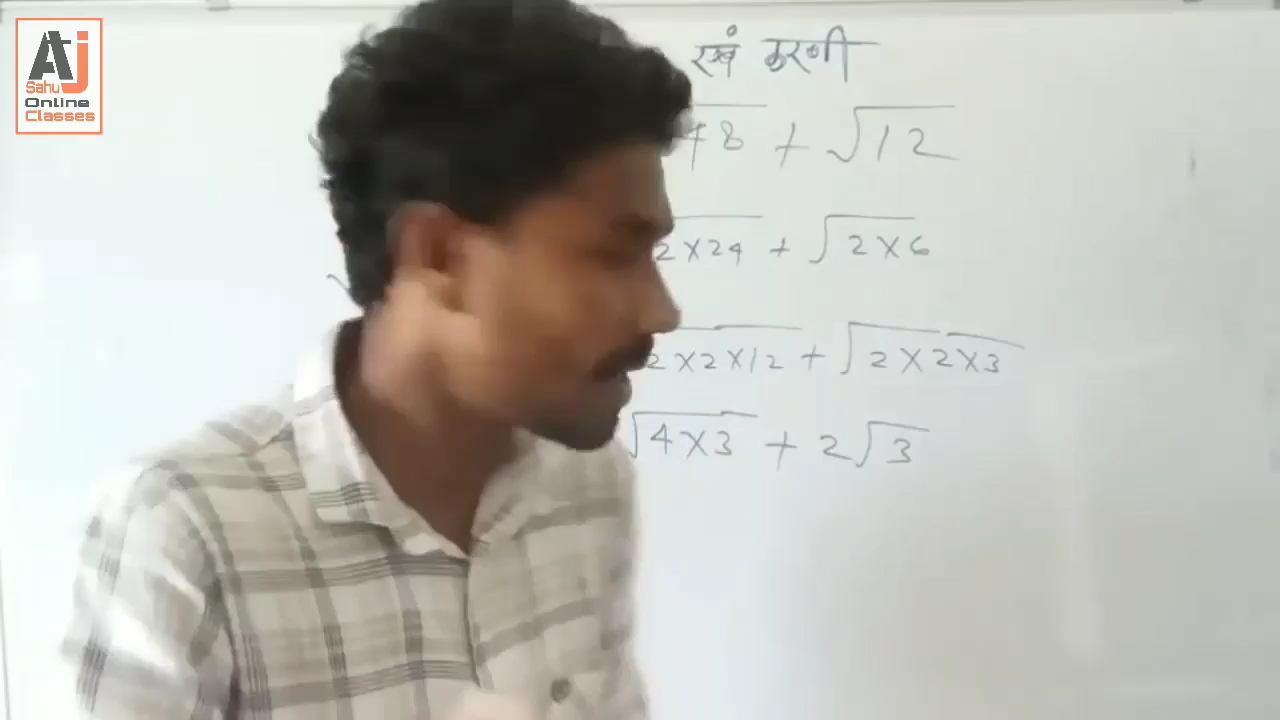 Aj
Sahu
Online
Classes
एवं करणी
48 + √12
2×24 + √2×6
2×2×12 + √2×2×3
√4×3 + 2√3